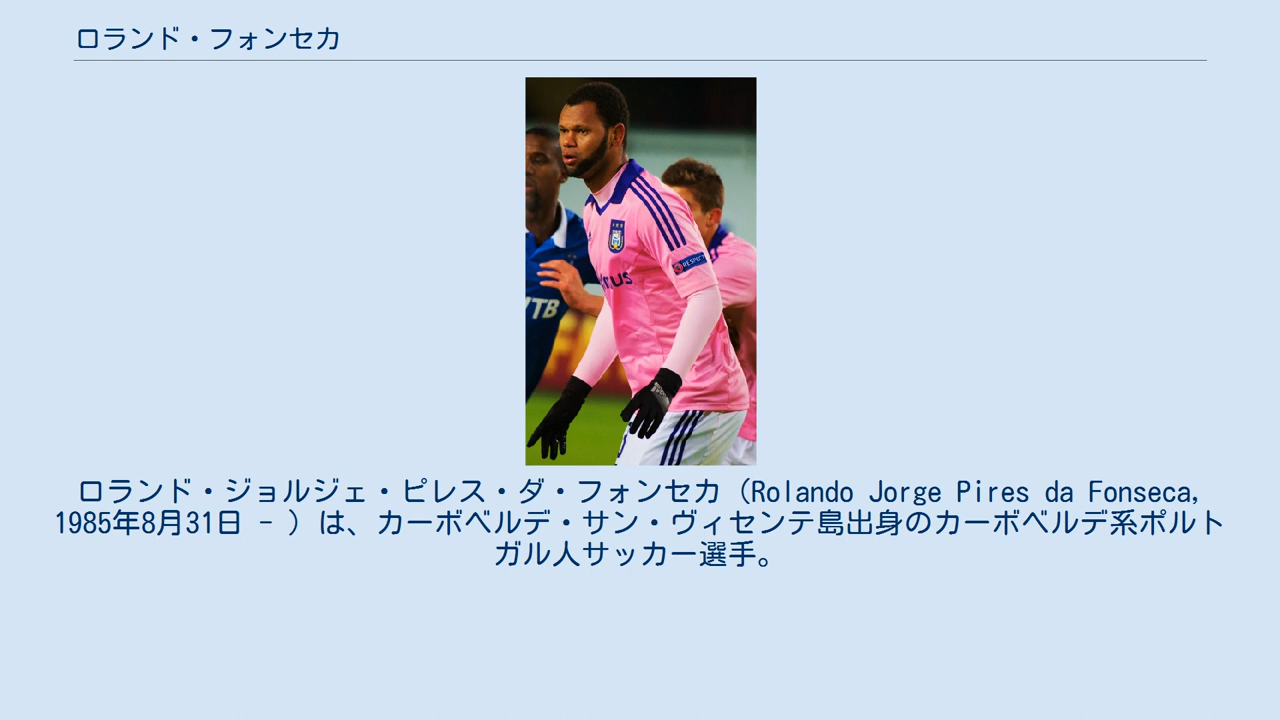 ロランド・フォンセカ
RESPECT
TB
ロランド・ジョルジェ・ピレス・ダ・フォンセカ（Rolando Jorge Pires da Fonseca,
1985年8月31日 - ）は、カーボベルデ・サン・ヴィセンテ島出身のカーボベルデ系ポルト
ガル人サッカー選手。